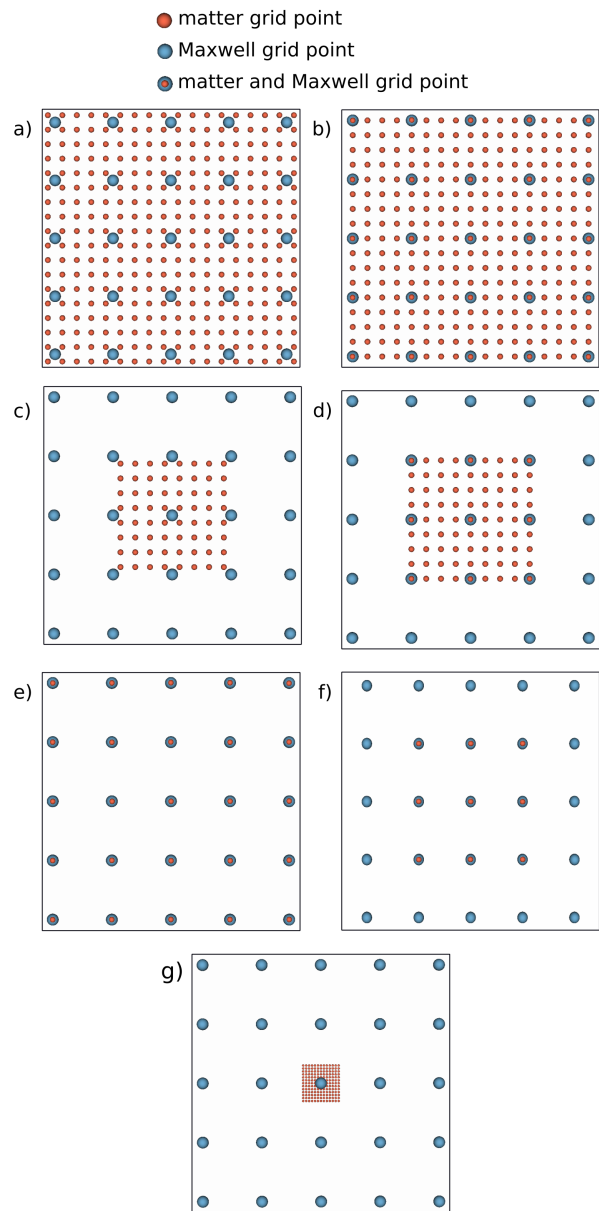 matter grid point
Maxwell grid point
matter and Maxwell grid point
a)
b)
c)
d)
e)
f)
g)